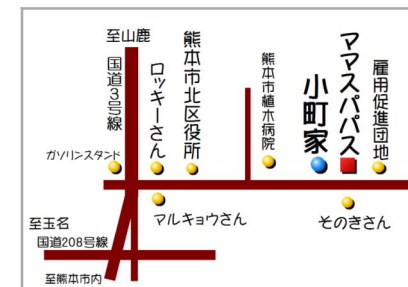 至山鹿
国道3号線
ロッキーさん
熊本市北区役所
熊本市植木病院
小町家
ママスパパス
雇用促進団地
ガソリンスタンド
マルキョウさん
そのきさん
至玉名
国道208号線
至熊本市内